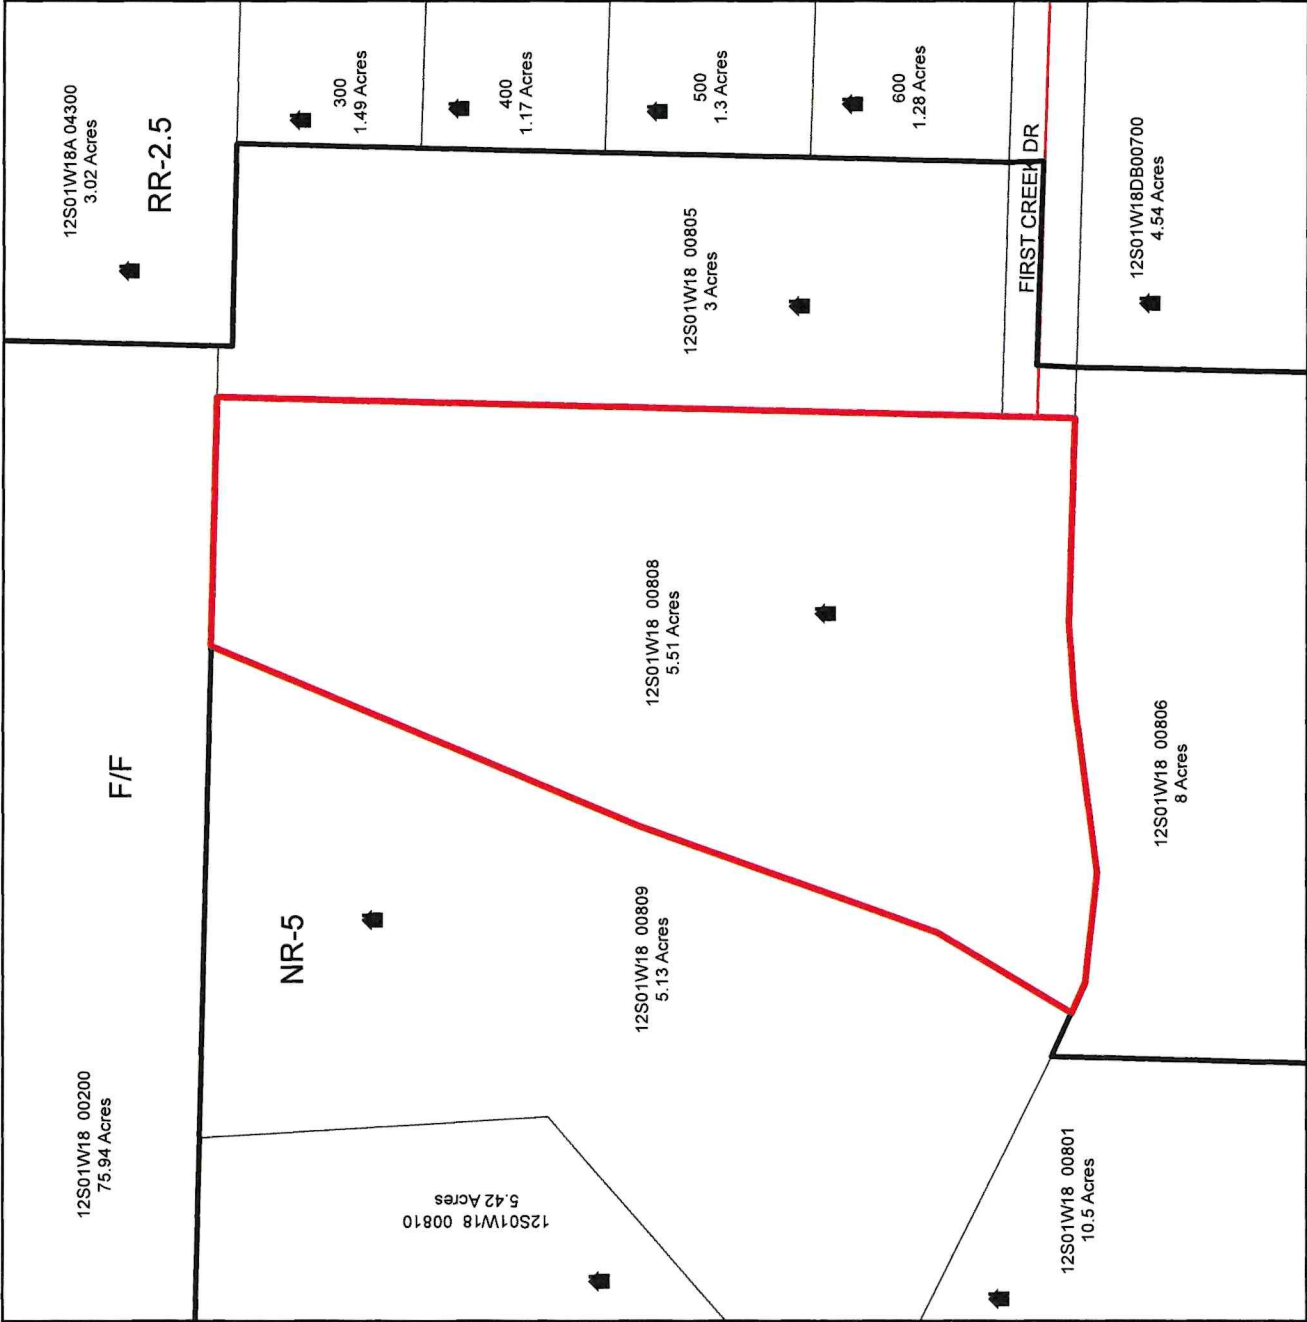 12S01W18 00200
75.94 Acres
F/F
12S01W18A 04300
3.02 Acres
RR-2.5
NR-5
300
1.49 Acres
400
1.17 Acres
500
1.3 Acres
600
1.28 Acres
12S01W18 00810
5.42 Acres
12S01W18 00809
5.13 Acres
12S01W18 00808
5.51 Acres
12S01W18 00805
3 Acres
FIRST CREEK DR
12S01W18 00801
10.5 Acres
12S01W18 00806
8 Acres
12S01W18DB00700
4.54 Acres